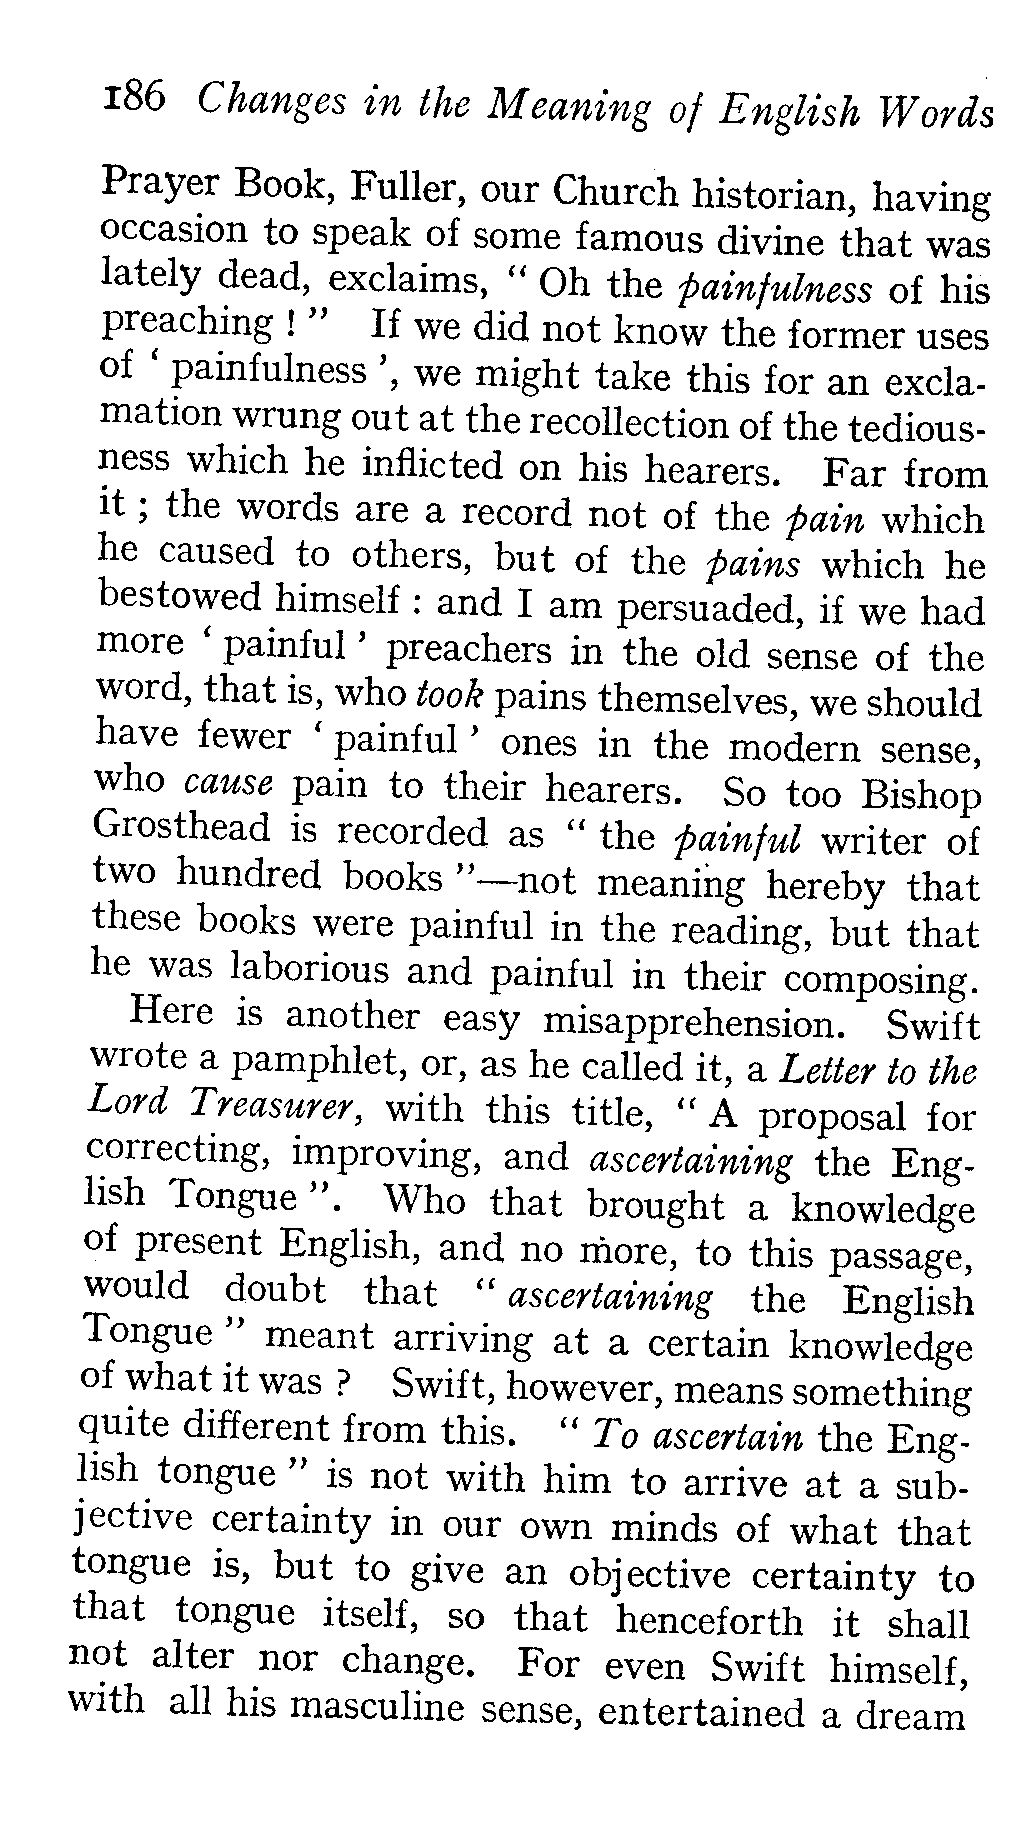 186 Changes in the Meaning of English Words
Prayer Book, Fuller, our Church historian, having
occasion to speak of some famous divine that was
lately dead, exclaims, “ Oh the painfulness of his
preaching ! ” If we did not know the former uses
of ‘ painfulness ’, we might take this for an excla-
mation wrung out at the recollection of the tedious-
ness which he inflicted on his hearers. Far from
it ; the words are a record not of the pain which
he caused to others, but of the pains which he
bestowed himself : and I am persuaded, if we had
more ‘ painful ’ preachers in the old sense of the
word, that is, who took pains themselves, we should
have fewer ‘ painful ’ ones in the modern sense,
who cause pain to their hearers. So too Bishop
Grosthead is recorded as “ the painful writer of
two hundred books ”—not meaning hereby that
these books were painful in the reading, but that
he was laborious and painful in their composing.
Here is another easy misapprehension. Swift
wrote a pamphlet, or, as he called it, a Letter to the
Lord Treasurer, with this title, “ A proposal for
correcting, improving, and ascertaining the Eng-
lish Tongue ”. Who that brought a knowledge
of present English, and no more, to this passage,
would doubt that “ ascertaining the English
Tongue ” meant arriving at a certain knowledge
of what it was ? Swift, however, means something
quite different from this. “ To ascertain the Eng-
lish tongue ” is not with him to arrive at a sub-
jective certainty in our own minds of what that
tongue is, but to give an objective certainty to
that tongue itself, so that henceforth it shall
not alter nor change. For even Swift himself,
with all his masculine sense, entertained a dream